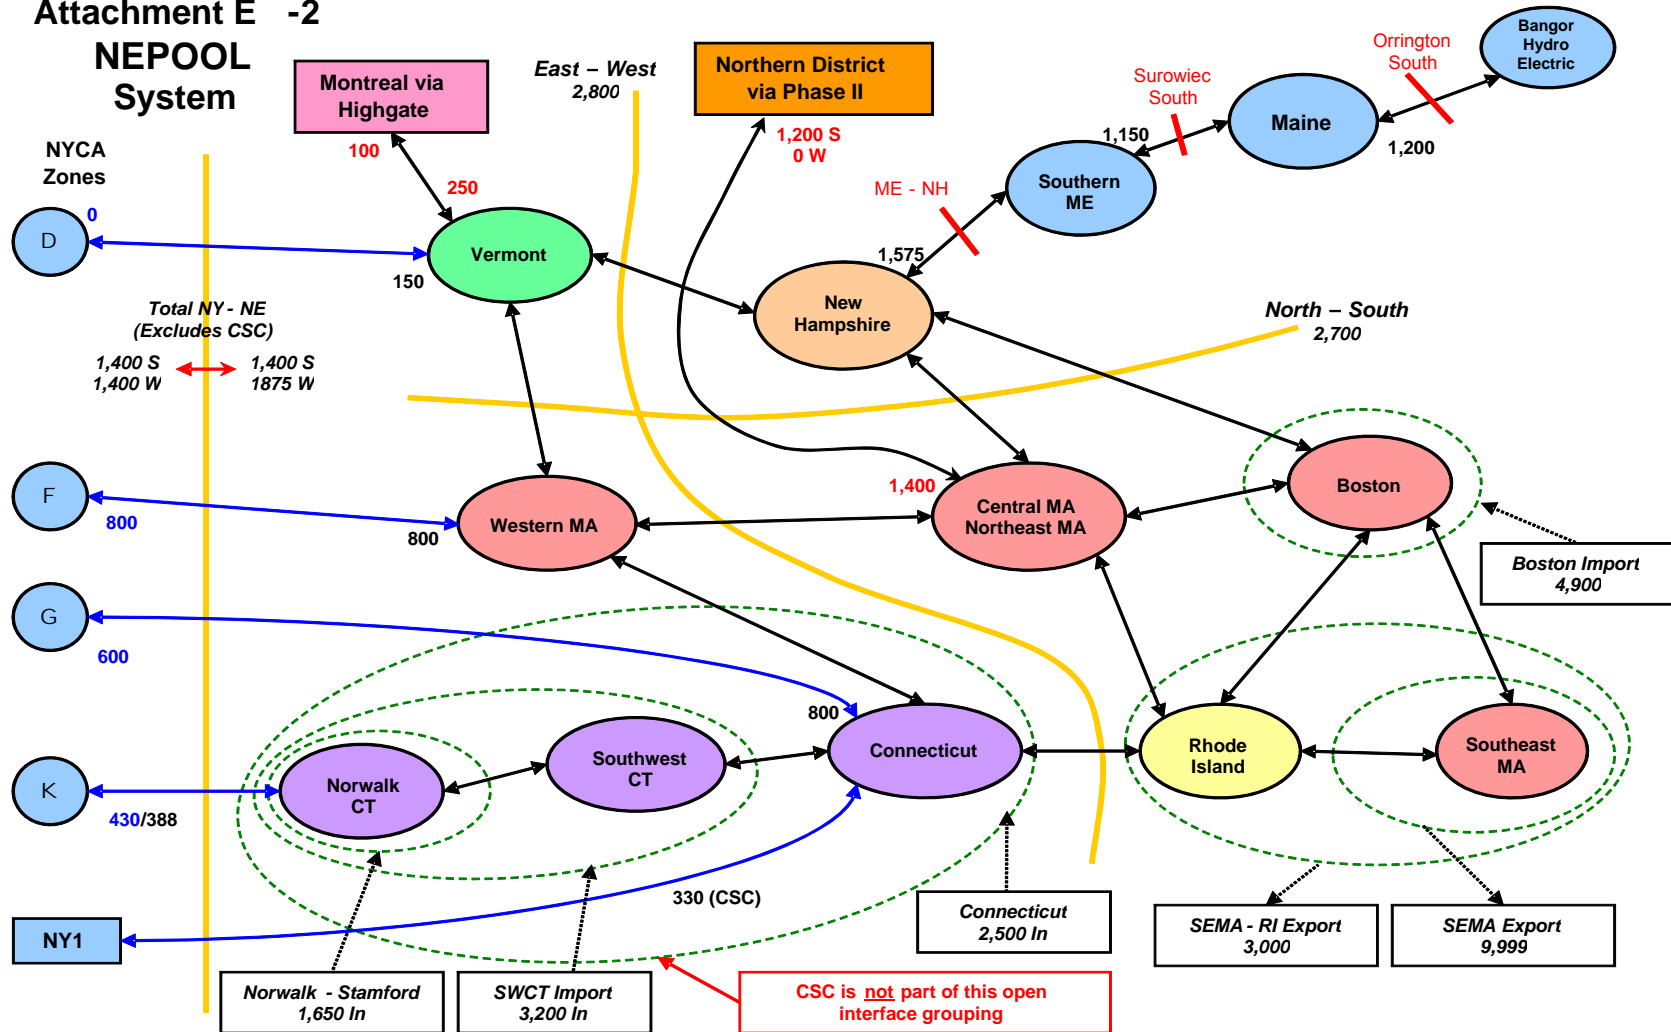 Attachment E -2
NEPOOL
System
NYCA
Zones
Montreal via
Highgate
100
250
East – West
2,800
Northern District
via Phase II
1,200 S
0 W
Surowiec
South
1,150
Orrington
South
1,200
Bangor
Hydro
Electric
Maine
Southern
ME
ME - NH
1,575
D
0
Vermont
150
New
Hampshire
Total NY - NE
(Excludes CSC)
1,400 S
1,400 W
1,400 S
1875 W
North – South
2,700
F
800
800
Western MA
1,400
Central MA
Northeast MA
Boston
Boston Import
4,900
G
600
800
Connecticut
Southwest
CT
Norwalk
CT
K
430/388
Rhode
Island
Southeast
MA
330 (CSC)
NY1
Connecticut
2,500 In
SEMA - RI Export
3,000
SEMA Export
9,999
Norwalk - Stamford
1,650 In
SWCT Import
3,200 In
CSC is not part of this open
interface grouping